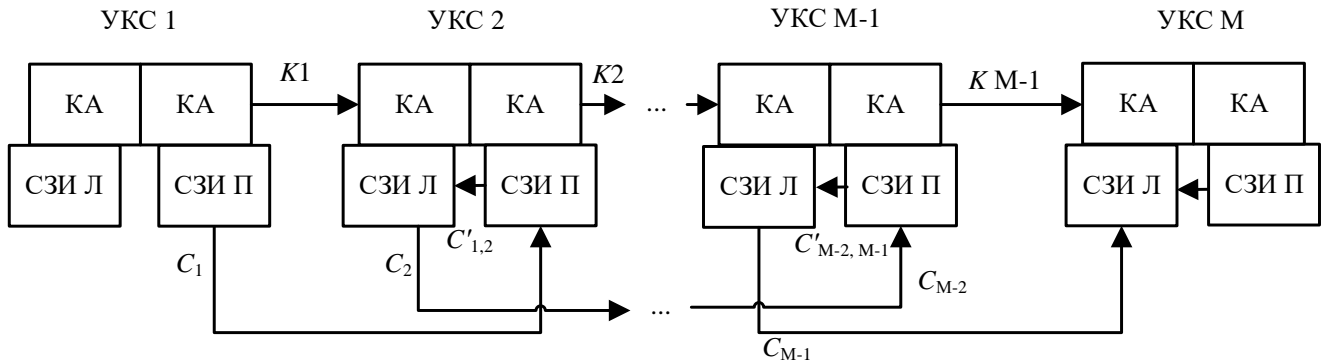 УКС 1 УКС 2 УКС М-1 УКС М
КА КА K1 КА КА K2 ... КА КА K М-1 КА КА
СЗИ Л СЗИ П СЗИ Л СЗИ П СЗИ Л СЗИ П СЗИ Л СЗИ П
C1 C2 C′1,2 C′М-2, М-1 CМ-2
...
CМ-1